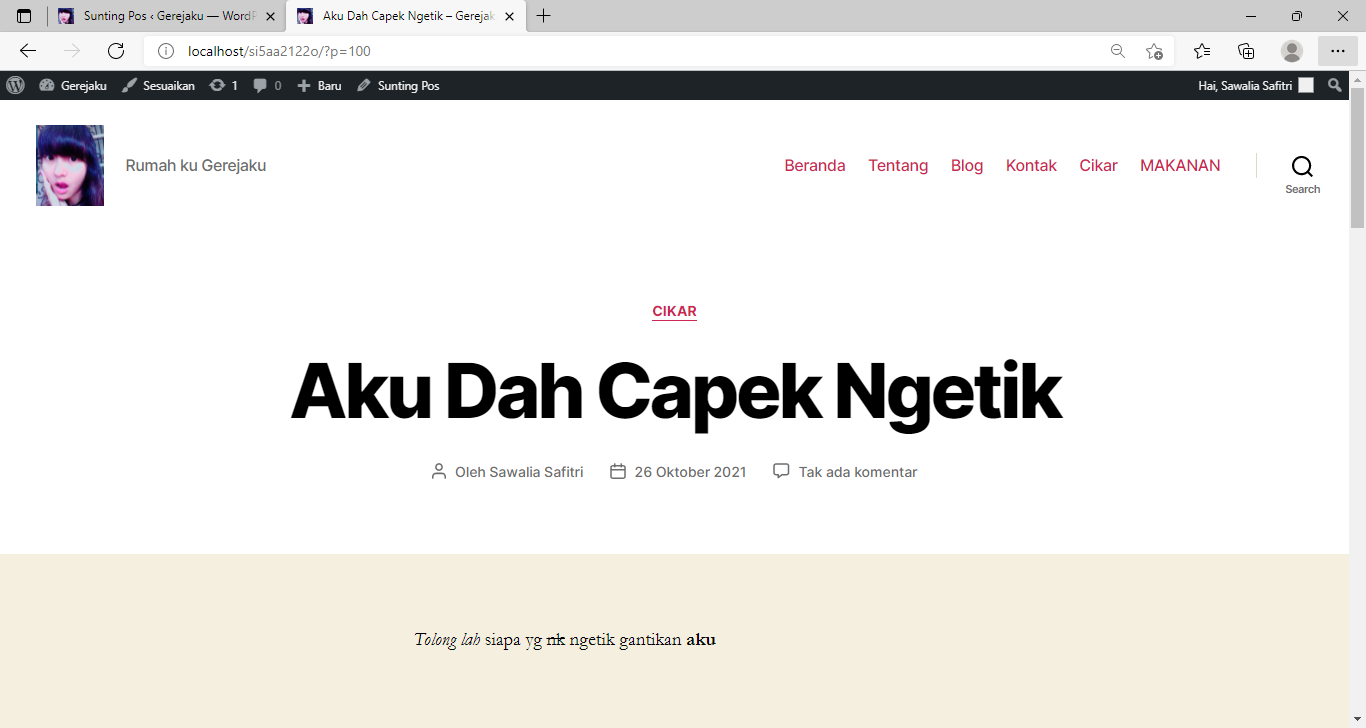 Sunting Pos ‹ Gerejaku — WordP
Aku Dah Capek Ngetik – Gerejak
localhost/si5aa2122o/?p=100
Gerejaku Sesuaikan 1 0 Baru Sunting Pos Hai, Sawalia Safitri
Rumah ku Gerejaku
Beranda Tentang Blog Kontak Cikar MAKANAN
Search
CIKAR
Aku Dah Capek Ngetik
Oleh Sawalia Safitri 26 Oktober 2021 Tak ada komentar
Tolong lah siapa yg nk ngetik gantikan aku